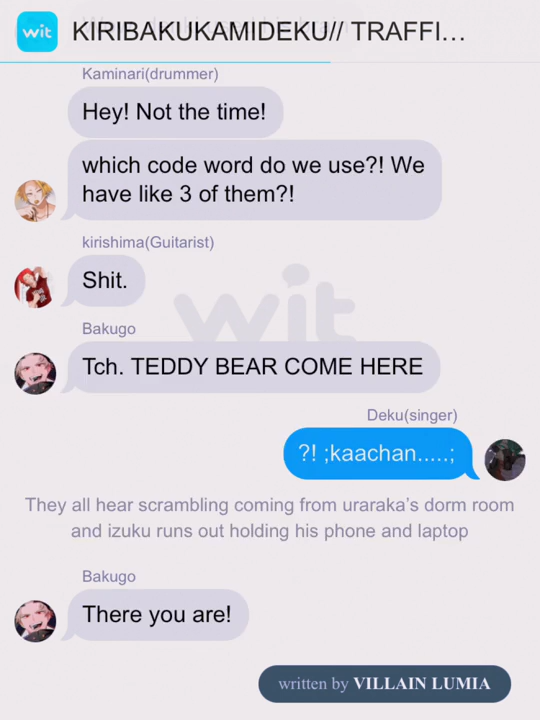 wit
KIRIBAKUKAMIDEKU// TRAFFI...
Kaminari(drummer)
Hey! Not the time!
which code word do we use?! We
have like 3 of them?!
kirishima(Guitarist)
Shit.
wit
Bakugo
Tch. TEDDY BEAR COME HERE
Deku(singer)
?! ;kaachan.....;
They all hear scrambling coming from uraraka's dorm room
and izuku runs out holding his phone and laptop
Bakugo
There you are!
written by VILLAIN LUMIA